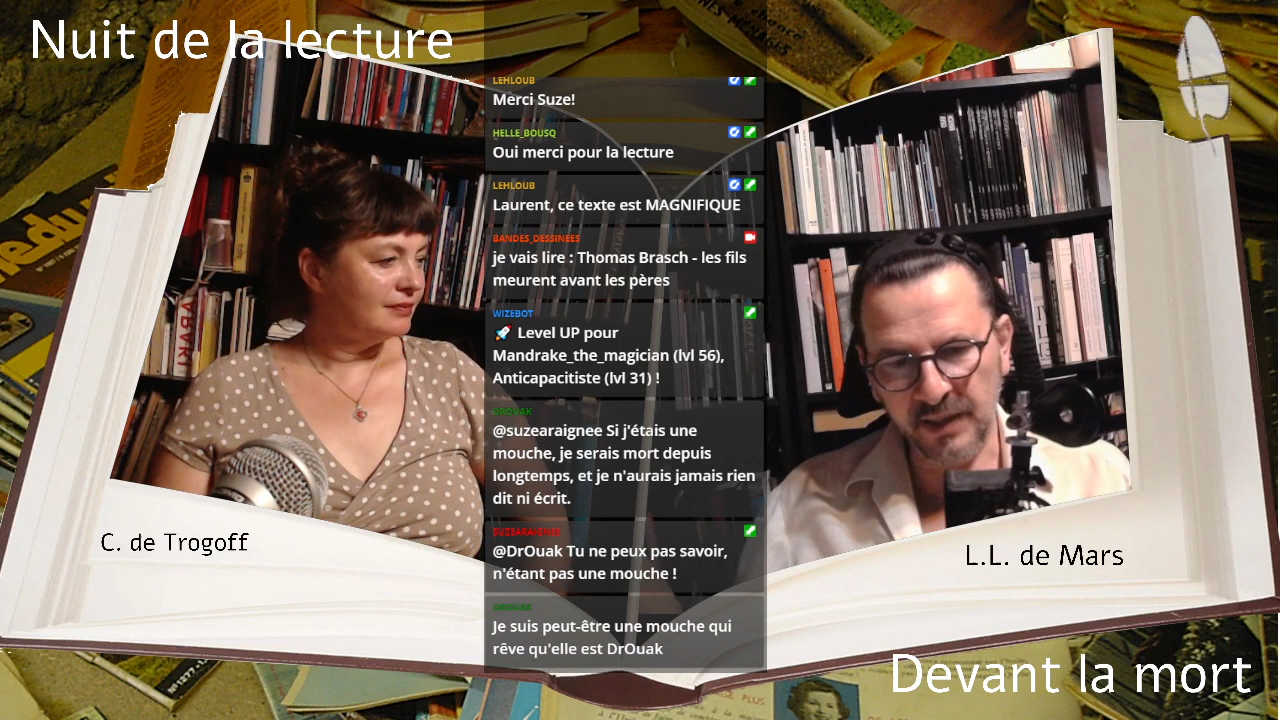 Nuit de la lecture
LEHLOUB
Merci Suze!
HELLE_BOUSQ
Oui merci pour la lecture
LEHLOUB
Laurent, ce texte est MAGNIFIQUE
BANDES_DESSINEES
je vais lire : Thomas Brasch - les fils
meurent avant les pères
WIZEBOT
🚀 Level UP pour
Mandrake_the_magician (lvl 56),
Anticapacitiste (lvl 31) !
DROUAK
@suzearaignee Si j'étais une
mouche, je serais mort depuis
longtemps, et je n'aurais jamais rien
dit ni écrit.
SUZEARAIGNEE
@DrOuak Tu ne peux pas savoir,
n'étant pas une mouche !
DROUAK
Je suis peut-être une mouche qui
rêve qu'elle est DrOuak
C. de Trogoff
L.L. de Mars
Devant la mort